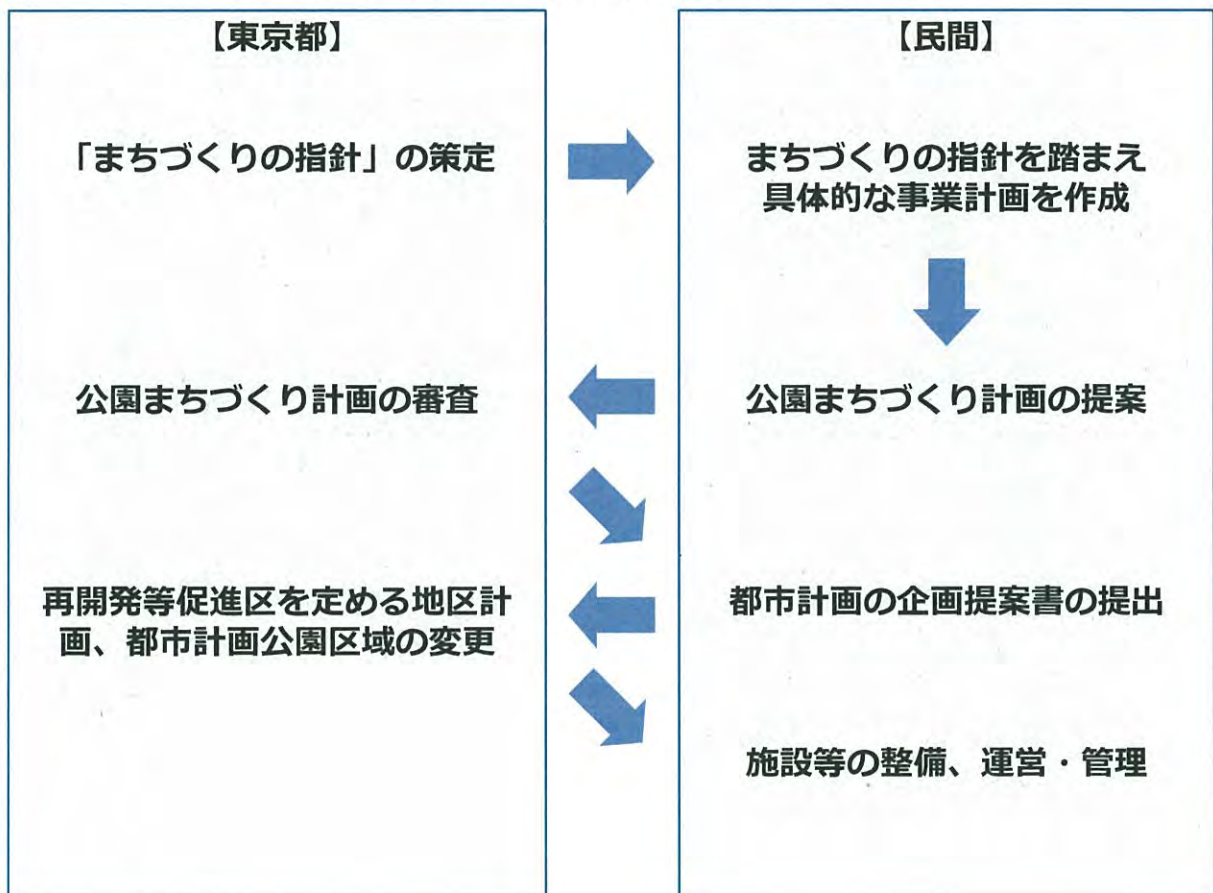 【東京都】
「まちづくりの指針」の策定
公園まちづくり計画の審査
再開発等促進区を定める地区計
画、都市計画公園区域の変更
【民間】
まちづくりの指針を踏まえ
具体的な事業計画を作成
公園まちづくり計画の提案
都市計画の企画提案書の提出
施設等の整備、運営・管理